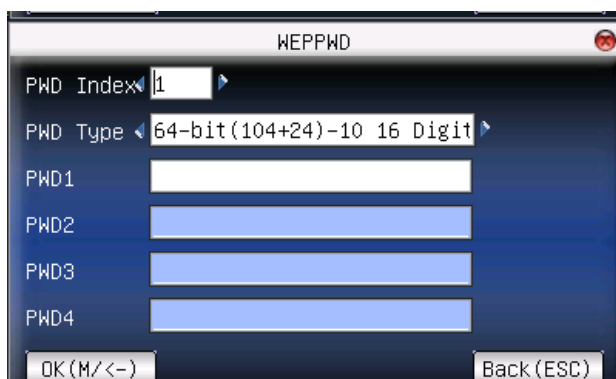 WEPPWD
PWD Index 1
PWD Type 64-bit(104+24)-10 16 Digit
PWD1
PWD2
PWD3
PWD4
OK(M/<-) Back(ESC)